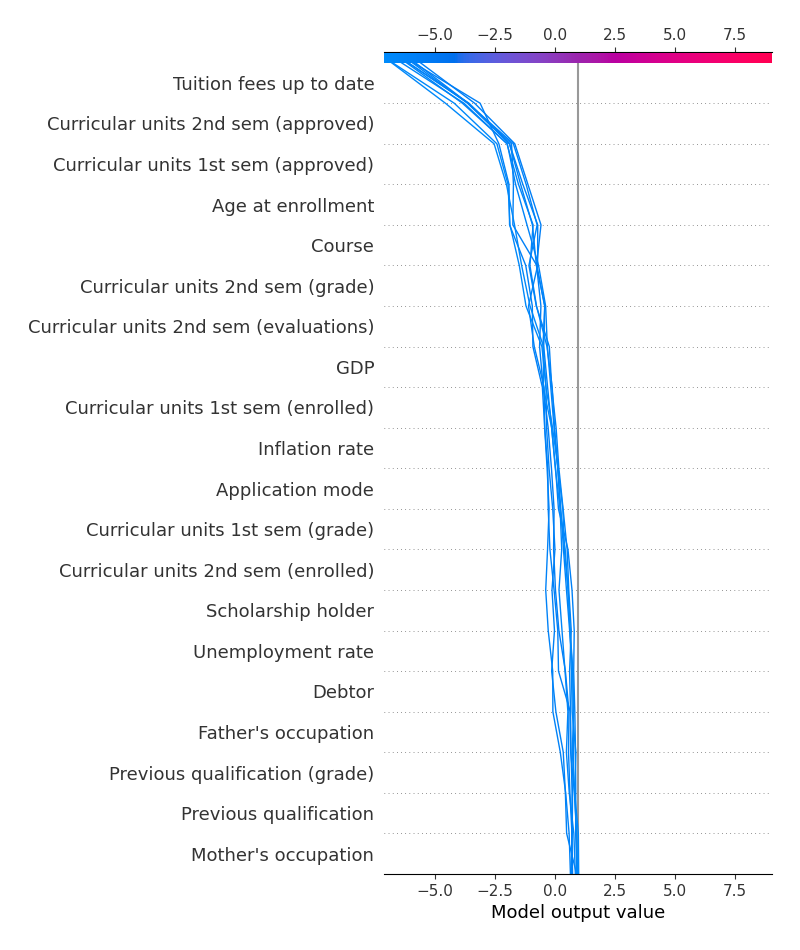 −5.0 −2.5 0.0 2.5 5.0 7.5
Tuition fees up to date
Curricular units 2nd sem (approved)
Curricular units 1st sem (approved)
Age at enrollment
Course
Curricular units 2nd sem (grade)
Curricular units 2nd sem (evaluations)
GDP
Curricular units 1st sem (enrolled)
Inflation rate
Application mode
Curricular units 1st sem (grade)
Curricular units 2nd sem (enrolled)
Scholarship holder
Unemployment rate
Debtor
Father's occupation
Previous qualification (grade)
Previous qualification
Mother's occupation
−5.0 −2.5 0.0 2.5 5.0 7.5
Model output value